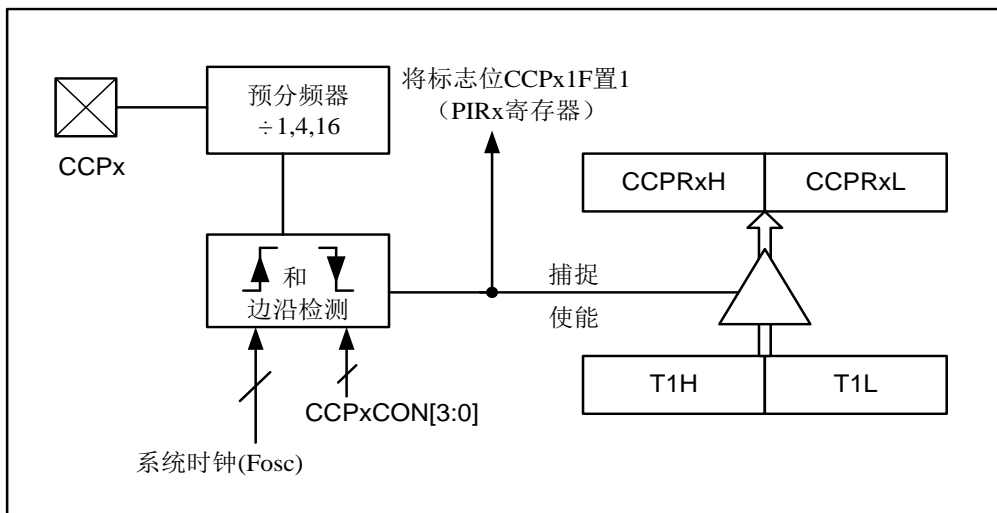 CCPx
预分频器
÷1,4,16
将标志位CCPx1F置1
（PIRx寄存器）
CCPRxH
CCPRxL
和
边沿检测
捕捉
使能
T1H
T1L
CCPxCON[3:0]
系统时钟(Fosc)